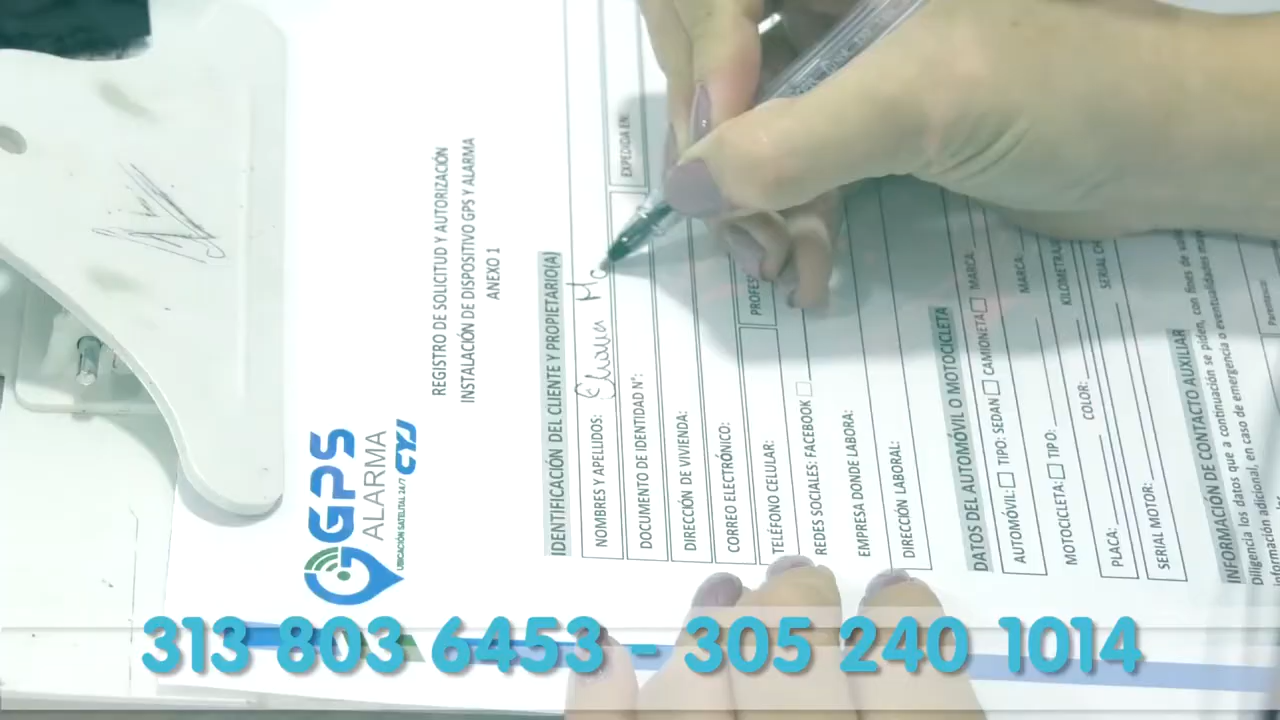 GPS
ALARMA
UBICACIÓN SATELITAL 24/7
REGISTRO DE SOLICITUD Y AUTORIZACIÓN
INSTALACIÓN DE DISPOSITIVO GPS Y ALARMA
ANEXO 1
IDENTIFICACIÓN DEL CLIENTE Y PROPIETARIO(A)
NOMBRES Y APELLIDOS:
DOCUMENTO DE IDENTIDAD N°: EXPEDIDA EN:
DIRECCIÓN DE VIVIENDA:
CORREO ELECTRÓNICO:
TELÉFONO CELULAR: PROFES
REDES SOCIALES: FACEBOOK
EMPRESA DONDE LABORA:
DIRECCIÓN LABORAL:
DATOS DEL AUTOMÓVIL O MOTOCICLETA
AUTOMÓVIL: TIPO: SEDAN CAMIONETA MARCA:
MOTOCICLETA: TIPO: MARCA:
PLACA: COLOR: KILOMETRAJ
SERIAL MOTOR: SERIAL CH
INFORMACIÓN DE CONTACTO AUXILIAR
Diligencia los datos que a continuación se piden, con fines de
información adicional, en caso de emergencia o eventualidades
Parentesco
313 803 6453 - 305 240 1014